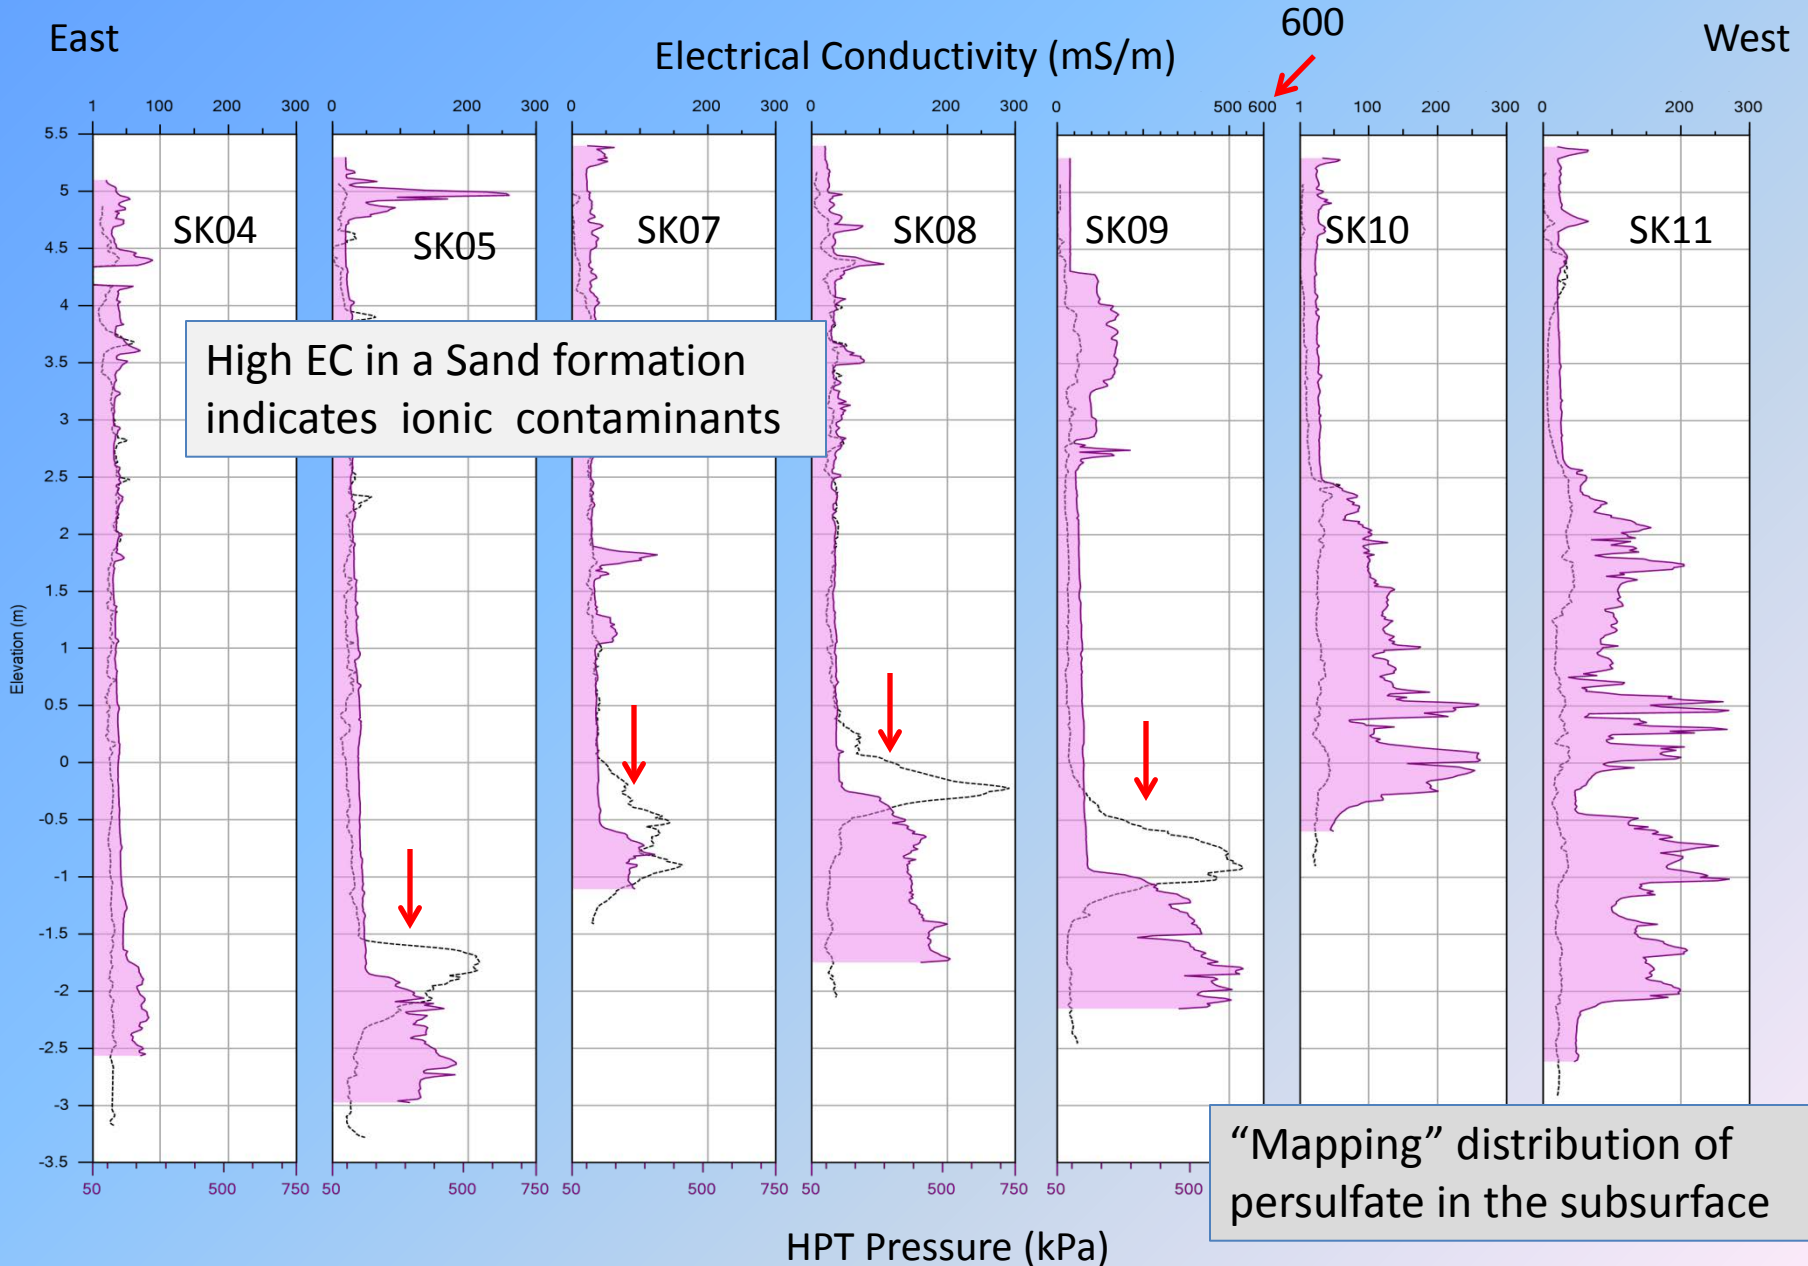 East
600
West
Electrical Conductivity (mS/m)
1 100 200 300
0 200 300
0 200 300
0 200 300
0 500 600
1 100 200 300
0 200 300
5.5
5
4.5
4
3.5
3
2.5
2
1.5
1
0.5
0
-0.5
-1
-1.5
-2
-2.5
-3
-3.5
Elevation (m)
SK04
SK05
SK07
SK08
SK09
SK10
SK11
High EC in a Sand formation
indicates ionic contaminants
50 500 750
50 500 750
50 500 750
50 500 750
50 500
“Mapping” distribution of
persulfate in the subsurface
HPT Pressure (kPa)